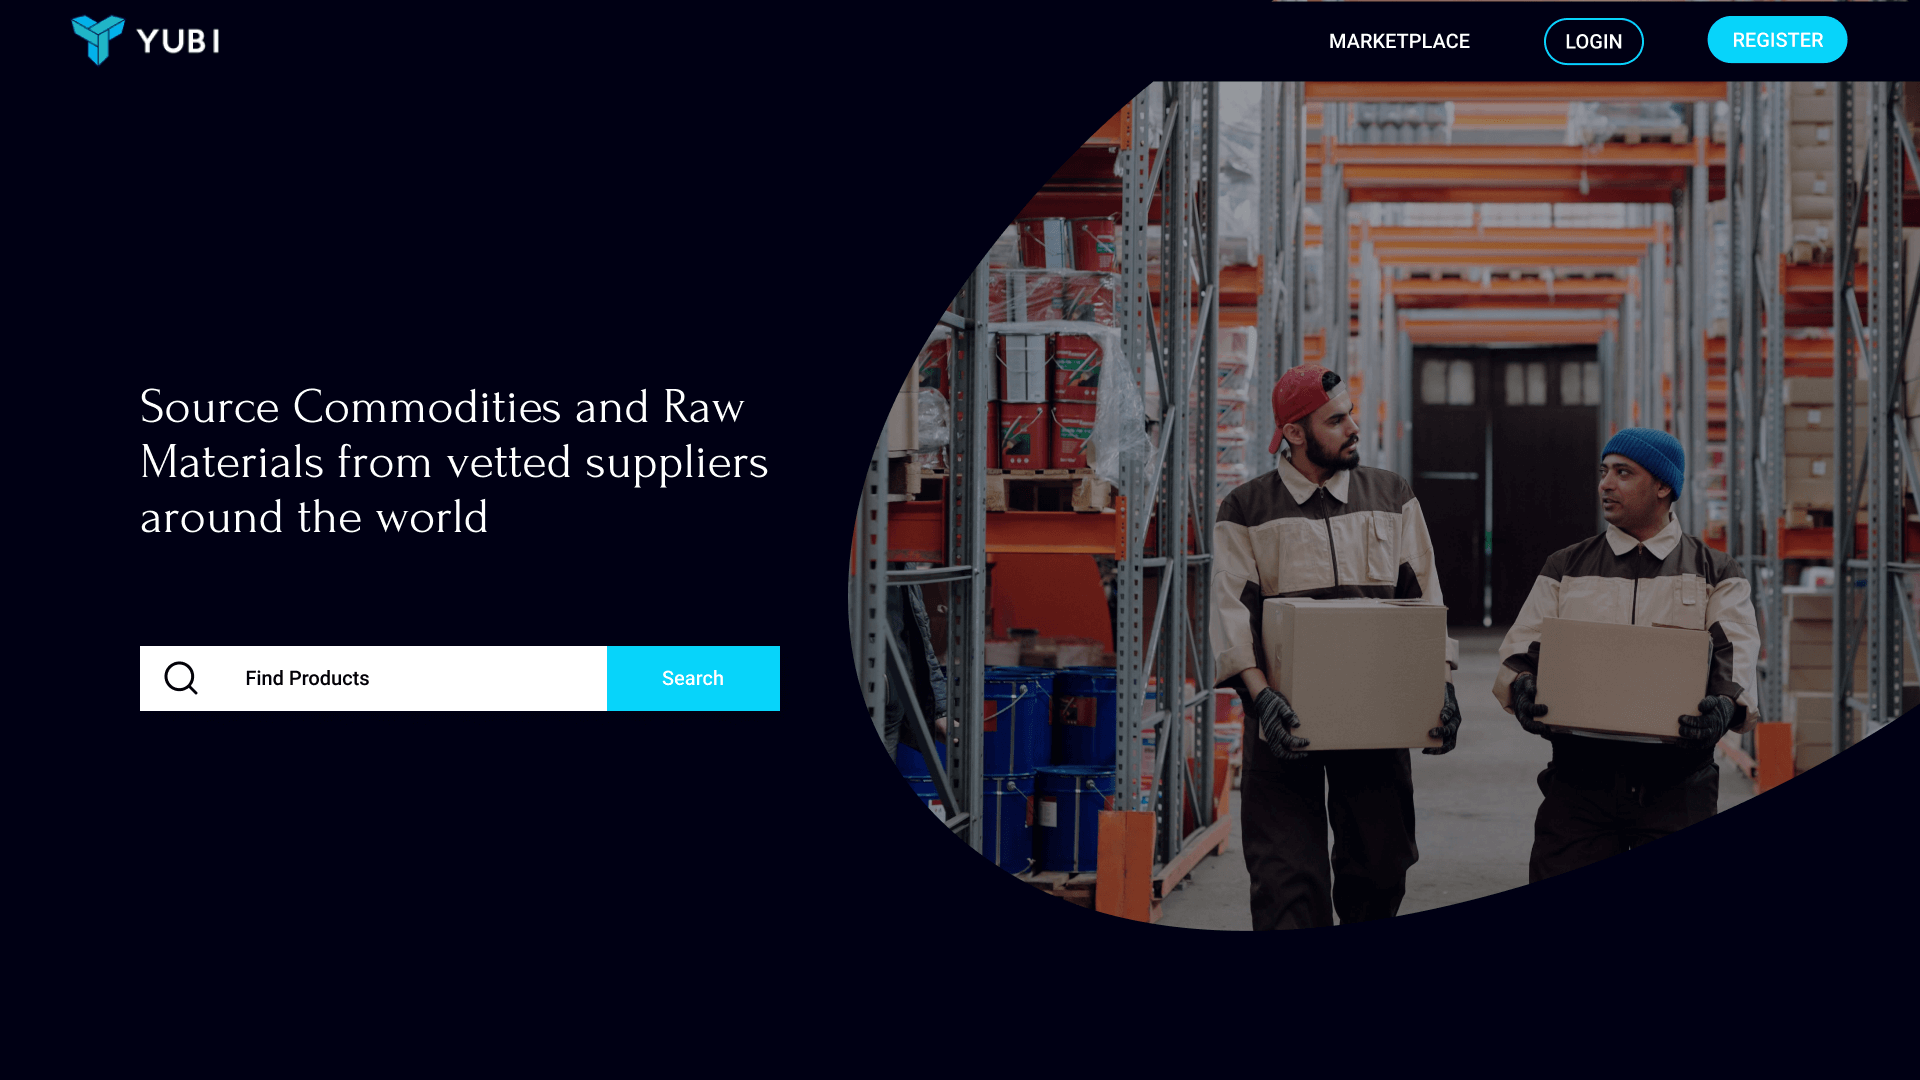 YUBI
MARKETPLACE
LOGIN
REGISTER
Source Commodities and Raw
Materials from vetted suppliers
around the world
Find Products
Search